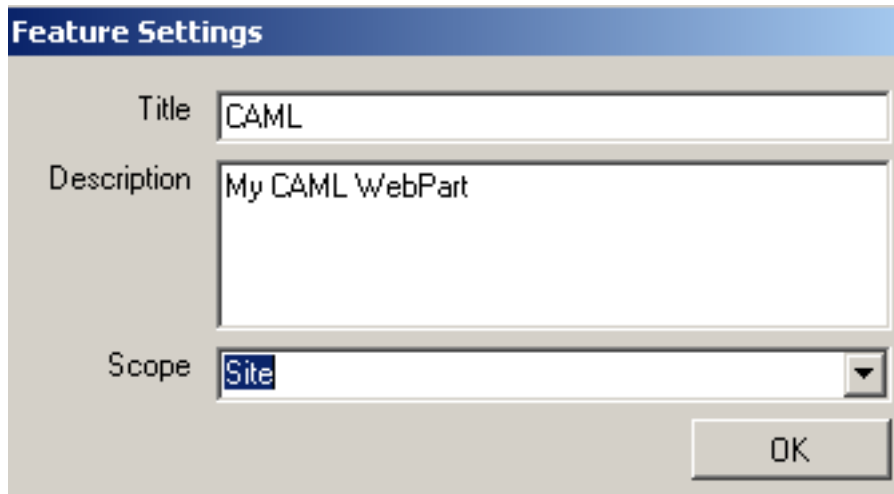 Feature Settings
Title
CAML
Description
My CAML WebPart
Scope
Site
OK